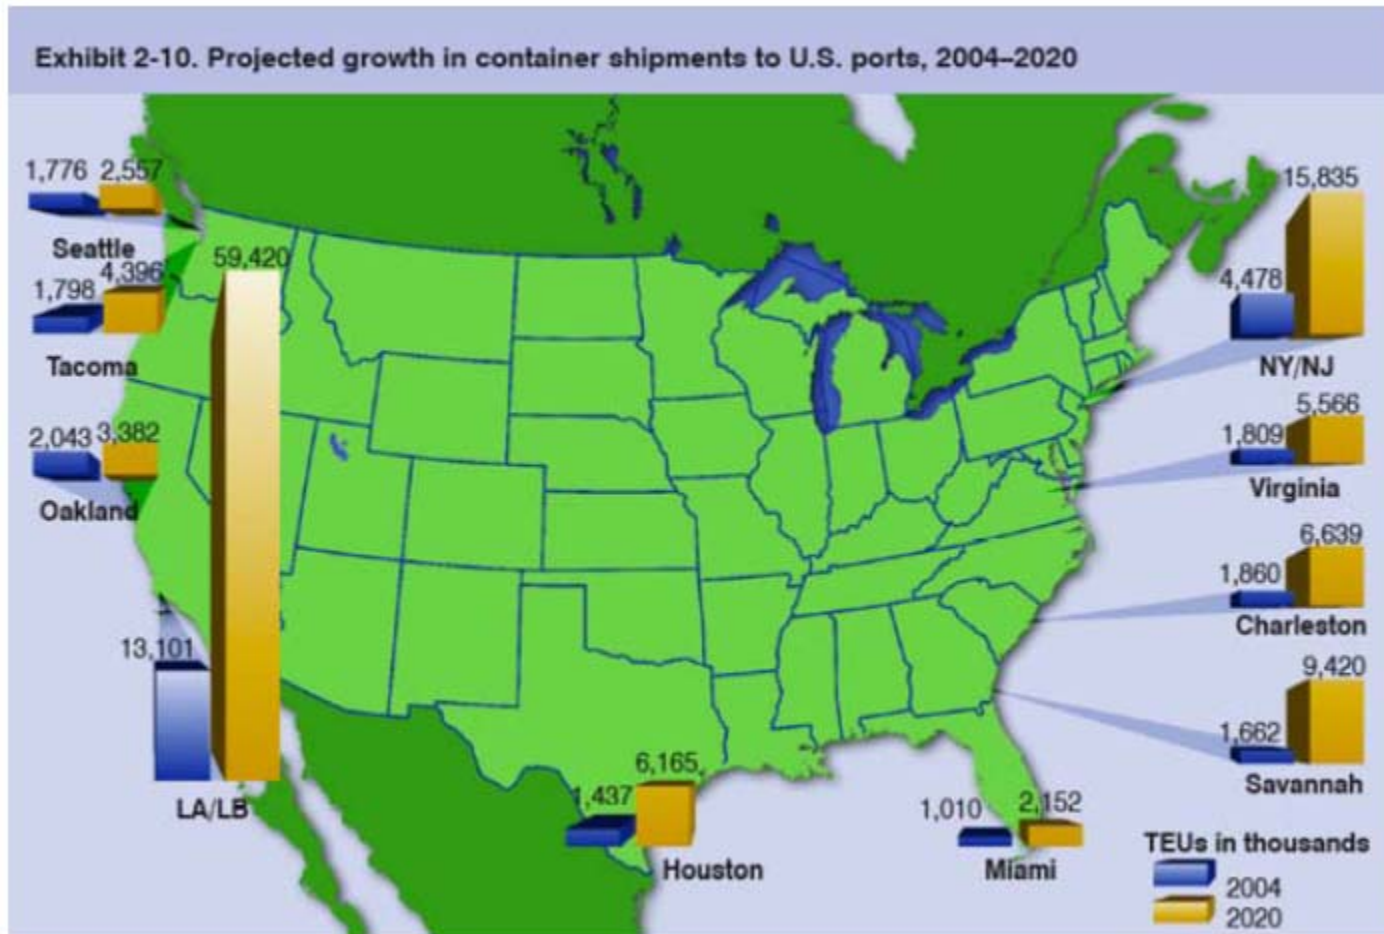 Exhibit 2-10. Projected growth in container shipments to U.S. ports, 2004–2020
1,776 2,557
Seattle
1,798 4,396
Tacoma
2,043 3,382
Oakland
59,420
13,101
LA/LB
1,437 6,165
Houston
1,010 2,152
Miami
4,478 15,835
NY/NJ
1,809 5,566
Virginia
1,860 6,639
Charleston
1,662 9,420
Savannah
TEUs in thousands
2004
2020